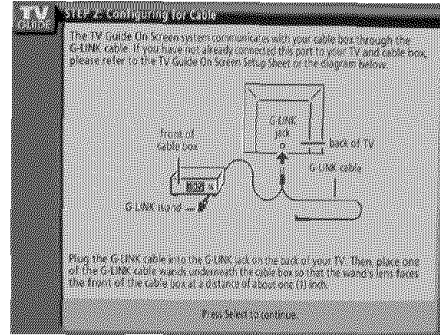 TV
GUIDE
STEP 2: Configuring for Cable
The TV Guide On Screen system communicates with your cable box through the
G-LINK cable. If you have not already connected this part to your TV and cable box,
please refer to the TV Guide On Screen Setup Sheet or the diagram below.
G-LINK
jack
front of
cable box
back of TV
G-LINK cable
G-LINK wand
Plug the G-LINK cable into the G-LINK jack on the back of your TV. Then, place one
of the G-LINK cable wands underneath the cable box so that the wand's lens faces
the front of the cable box at a distance of about one (1) inch.
Press Select to continue.